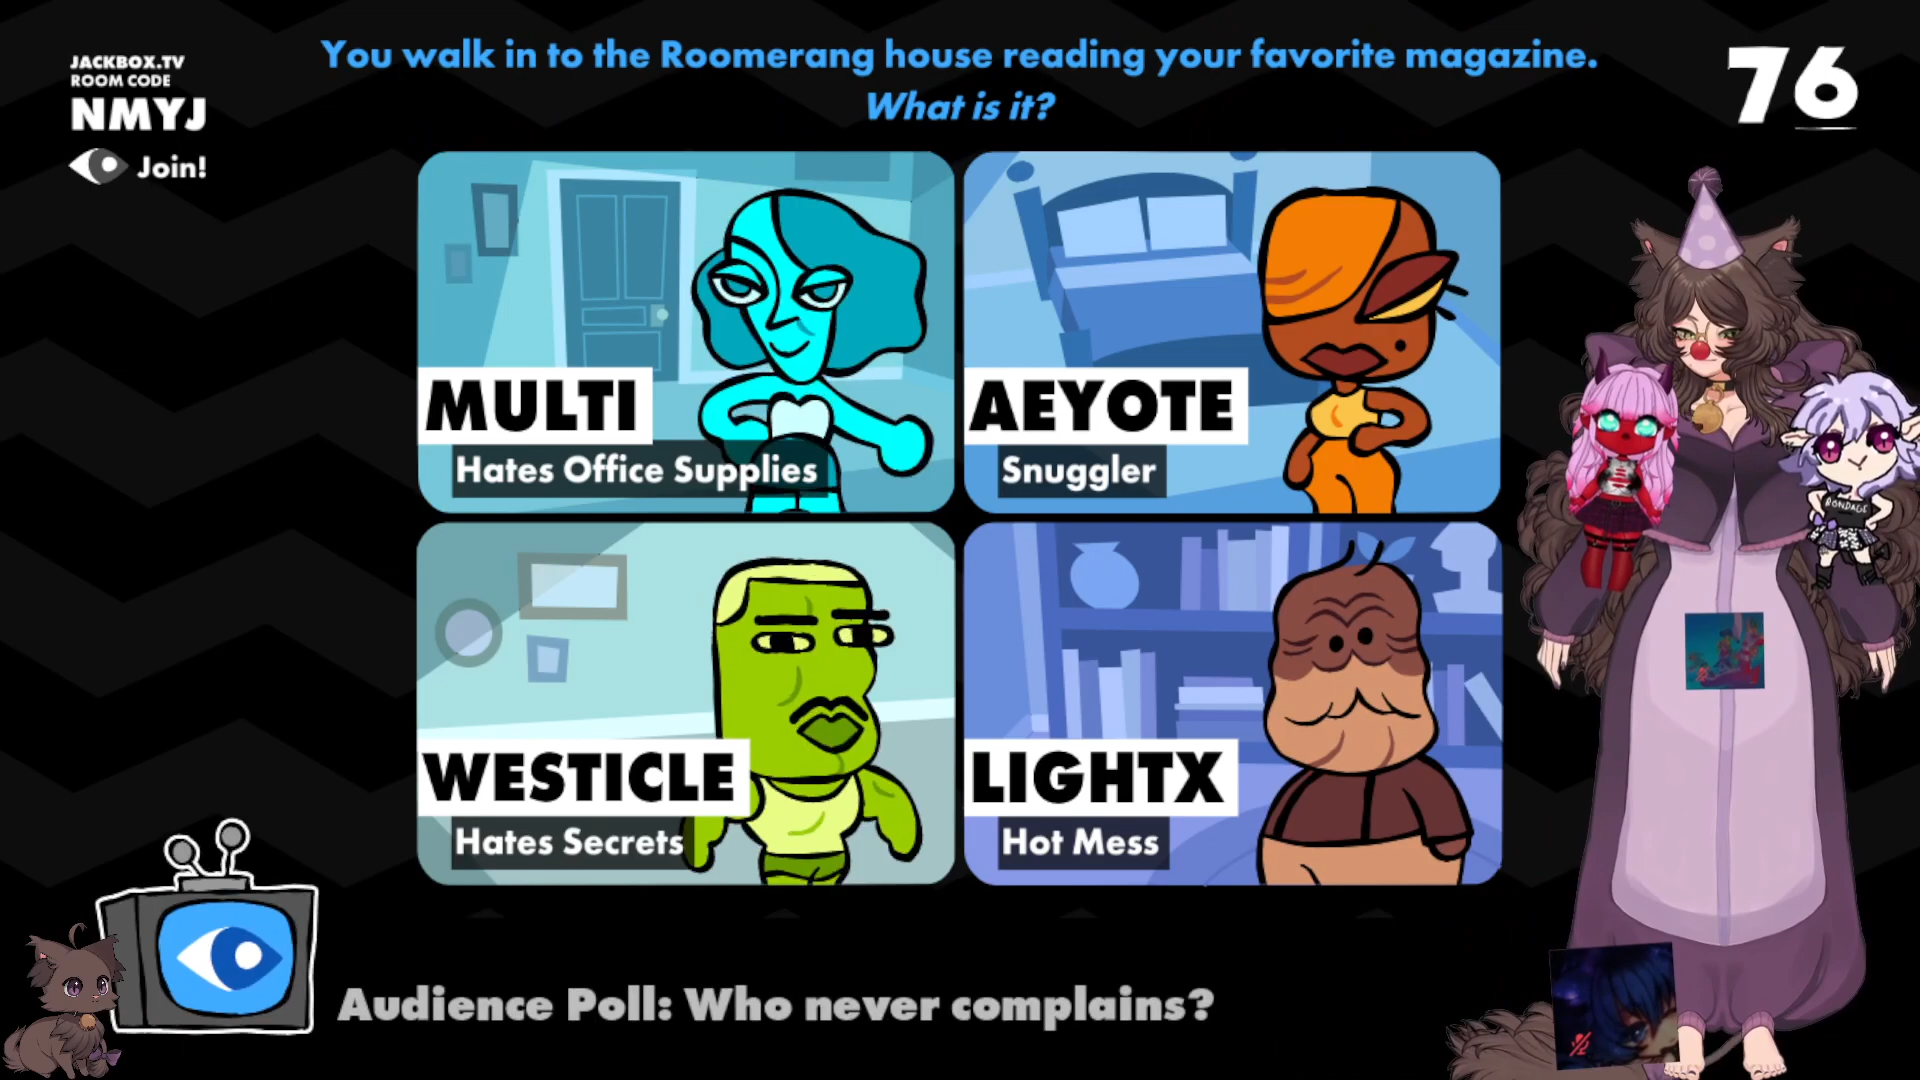 JACKBOX.TV
ROOM CODE
NMYJ
Join!
You walk in to the Roomerang house reading your favorite magazine.
What is it?
76
MULTI
Hates Office Supplies
AEYOTE
Snuggler
WESTICLE
Hates Secrets
LIGHTX
Hot Mess
BONDAGE
Audience Poll: Who never complains?